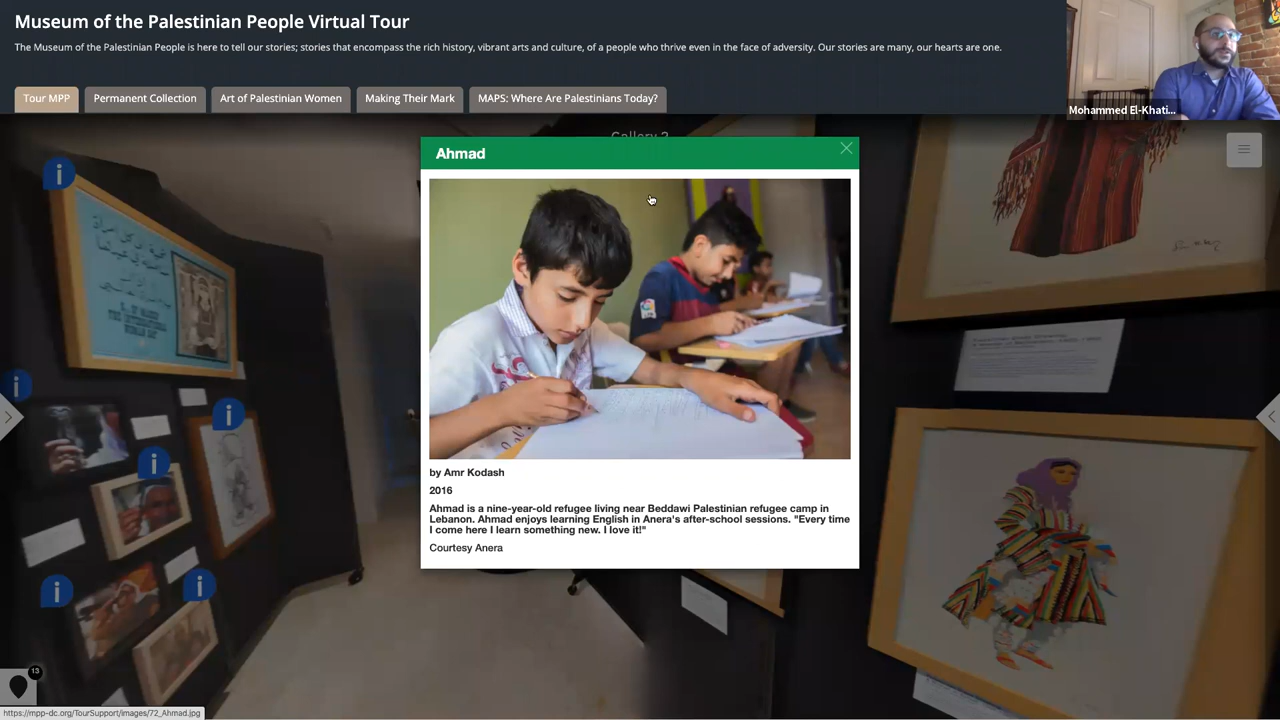 Museum of the Palestinian People Virtual Tour
The Museum of the Palestinian People is here to tell our stories; stories that encompass the rich history, vibrant arts and culture, of a people who thrive even in the face of adversity. Our stories are many, our hearts are one.
Tour MPP
Permanent Collection
Art of Palestinian Women
Making Their Mark
MAPS: Where Are Palestinians Today?
Mohammed El-Khati...
Gallery 2
Ahmad
by Amr Kodash
2016
Ahmad is a nine-year-old refugee living near Beddawi Palestinian refugee camp in
Lebanon. Ahmad enjoys learning English in Anera's after-school sessions. "Every time
I come here I learn something new. I love it!"
Courtesy Anera
13
https://mpp-dc.org/TourSupport/images/72_Ahmad.jpg